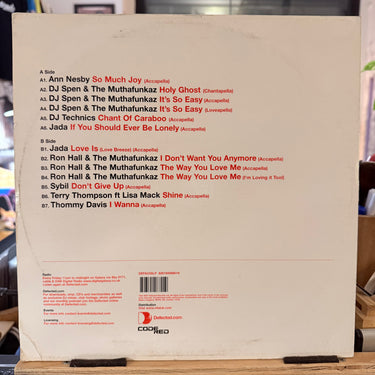 A Side
A1. Ann Nesby So Much Joy (Accapella)
A2. DJ Spen & The Muthafunkaz Holy Ghost (Chantapella)
A3. DJ Spen & The Muthafunkaz It's So Easy (Accapella)
A4. DJ Spen & The Muthafunkaz It's So Easy (Loveapella)
A5. DJ Technics Chant Of Caraboo (Accapella)
A6. Jada If You Should Ever Be Lonely (Accapella)
B Side
B1. Jada Love Is (Love Breeze) (Accapella)
B2. Ron Hall & The Muthafunkaz I Don't Want You Anymore (Accapella)
B3. Ron Hall & The Muthafunkaz The Way You Love Me (Accapella)
B4. Ron Hall & The Muthafunkaz The Way You Love Me (I'm Loving It Too!)
B5. Sybil Don't Give Up (Accapella)
B6. Terry Thompson ft Lisa Mack Shine (Accapella)
B7. Thommy Davis I Wanna (Accapella)
Radio
Defected.com
Events
Licensing
Distribution
Defected.com
CODE RED